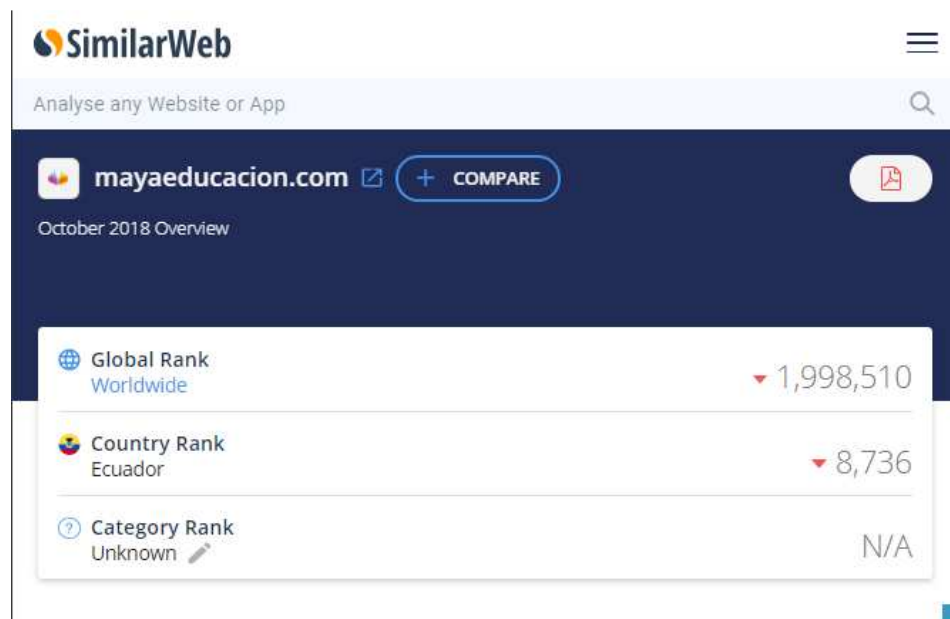 SimilarWeb
Analyse any Website or App
mayaeducacion.com + COMPARE
October 2018 Overview
Global Rank
Worldwide
1,998,510
Country Rank
Ecuador
8,736
Category Rank
Unknown
N/A